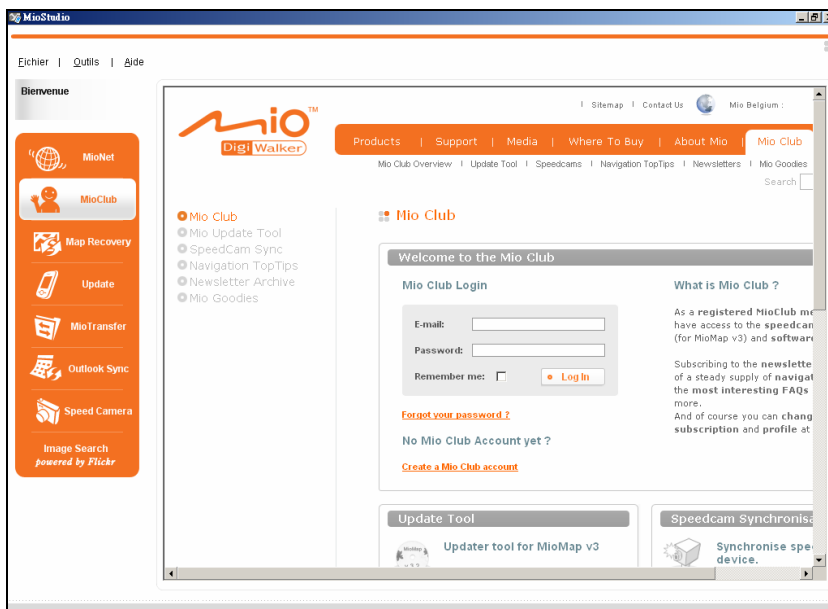 MioStudio
Fichier | Outils | Aide
Bienvenue
MioNet
MioClub
Map Recovery
Update
MioTransfer
Outlook Sync
Speed Camera
Image Search
powered by Flickr
mio TM
Digi Walker
Sitemap | Contact Us Mio Belgium :
Products | Support | Media | Where To Buy | About Mio | Mio Club
Mio Club Overview | Update Tool | Speedcams | Navigation TopTips | Newsletters | Mio Goodies
Search
Mio Club
Mio Update Tool
SpeedCam Sync
Navigation TopTips
Newsletter Archive
Mio Goodies
Mio Club
Welcome to the Mio Club
Mio Club Login
E-mail:
Password:
Remember me:
Log In
Forgot your password ?
No Mio Club Account yet ?
Create a Mio Club account
What is Mio Club ?
As a registered MioClub me
have access to the speedcam
(for MioMap v3) and software
Subscribing to the newslette
of a steady supply of navigat
the most interesting FAQs
more.
And of course you can chang
subscription and profile at
Update Tool
MioMap
Updater tool for MioMap v3
Speedcam Synchronisa
Synchronise spe
device.